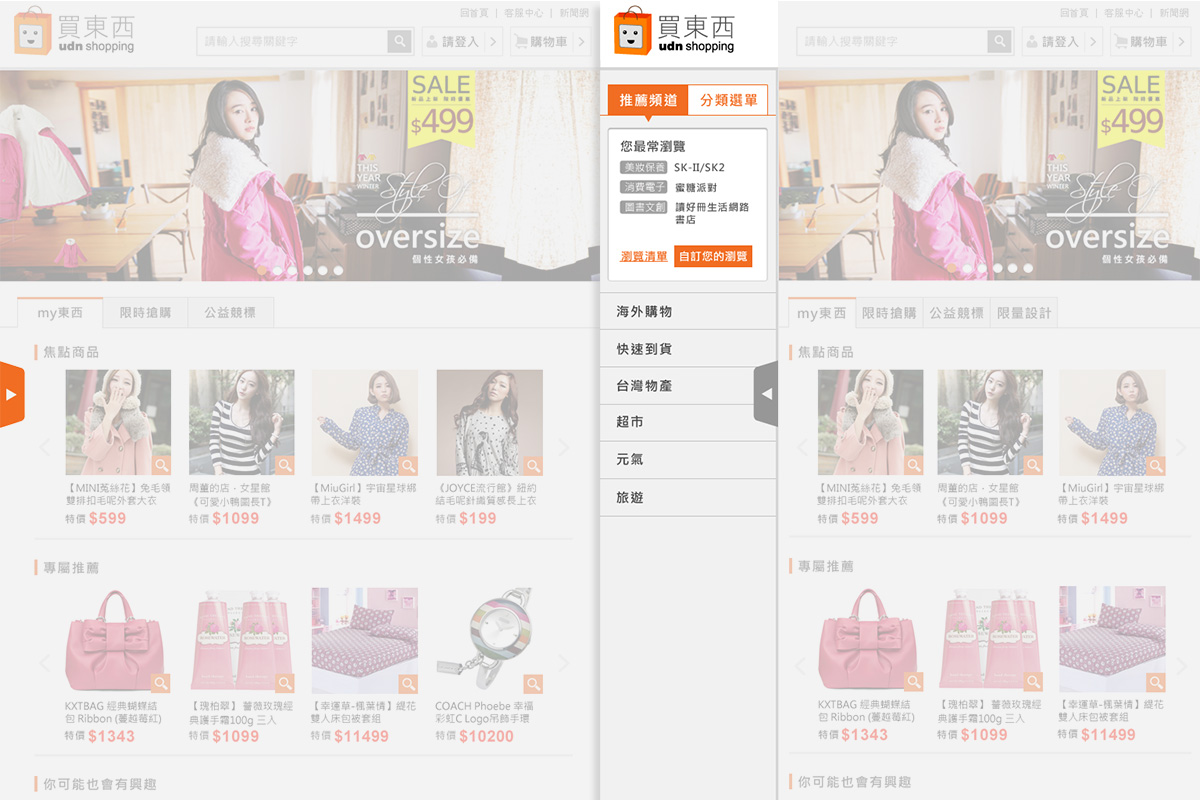 買東西
udn shopping
回首頁 | 客服中心 | 新聞網
請輸入搜尋關鍵字
請登入
購物車
SALE
新品上架 限時優惠
$499
THIS
YEAR
WINTER
oversize
個性女孩必備
my東西
限時搶購
公益競標
焦點商品
【MINI菟絲花】免毛領
雙排扣毛呢外套大衣
特價 $599
周董的店 - 女星館
《可愛小鴨圓長T》
特價 $1099
【MiuGirl】宇宙星球綁
帶上衣洋裝
特價 $1499
《JOYCE流行館》紐約
結毛呢針織質感長上衣
特價 $199
專屬推薦
KXTBAG 經典蝴蝶結
包 Ribbon (蔓越莓紅)
特價 $1343
【瑰柏翠】 薔薇玫瑰經
典護手霜100g 三入
特價 $1099
【幸運草-楓葉情】緹花
雙人床包被套組
特價 $11499
COACH Phoebe 幸福
彩虹C Logo吊飾手環
特價 $10200
你可能也會有興趣
買東西
udn shopping
推薦頻道
分類選單
您最常瀏覽
美妝保養 SK-II/SK2
消費電子 蜜糖派對
圖書文創 讀好冊生活網路
書店
瀏覽清單
自訂您的瀏覽
海外購物
快速到貨
台灣物產
超市
元氣
旅遊
回首頁 | 客服中心 | 新聞網
請輸入搜尋關鍵字
請登入
購物車
SALE
新品上架 限時優惠
$499
THIS
YEAR
WINTER
oversize
個性女孩必備
my東西
限時搶購
公益競標
限量設計
焦點商品
【MINI菟絲花】免毛領
雙排扣毛呢外套大衣
特價 $599
周董的店 - 女星館
《可愛小鴨圓長T》
特價 $1099
【MiuGirl】宇宙星球綁
帶上衣洋裝
特價 $1499
專屬推薦
KXTBAG 經典蝴蝶結
包 Ribbon (蔓越莓紅)
特價 $1343
【瑰柏翠】 薔薇玫瑰經
典護手霜100g 三入
特價 $1099
【幸運草-楓葉情】緹花
雙人床包被套組
特價 $11499
你可能也會有興趣